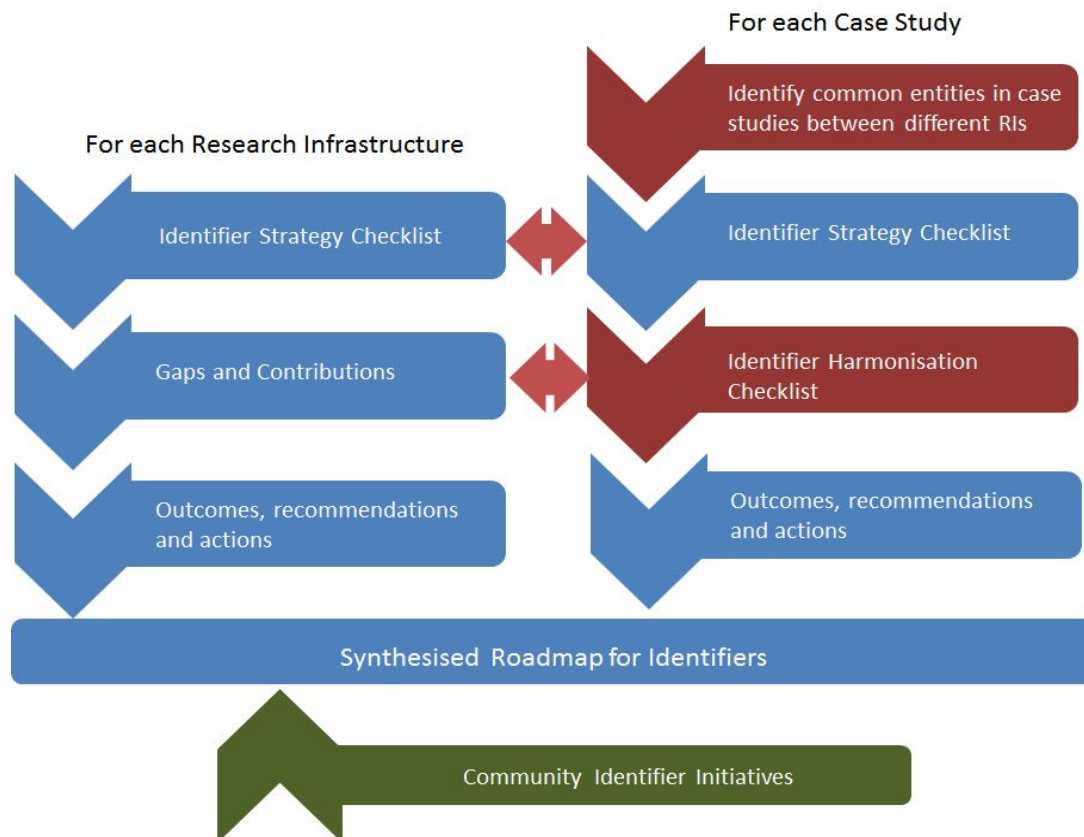 For each Case Study
Identify common entities in case
studies between different RIs
For each Research Infrastructure
Identifier Strategy Checklist
Identifier Strategy Checklist
Gaps and Contributions
Identifier Harmonisation
Checklist
Outcomes, recommendations
and actions
Outcomes, recommendations
and actions
Synthesised Roadmap for Identifiers
Community Identifier Initiatives